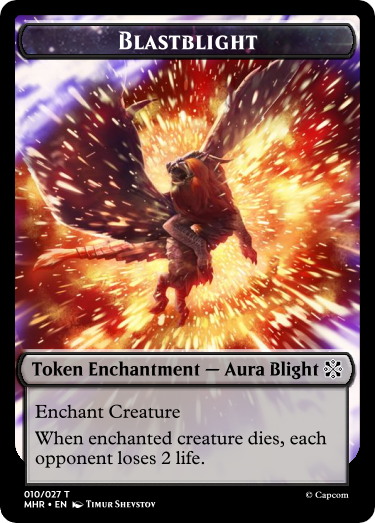 Blastblight
Token Enchantment — Aura Blight
Enchant Creature
When enchanted creature dies, each
opponent loses 2 life.
010/027 T
MHR • EN Timur Shevstov
© Capcom